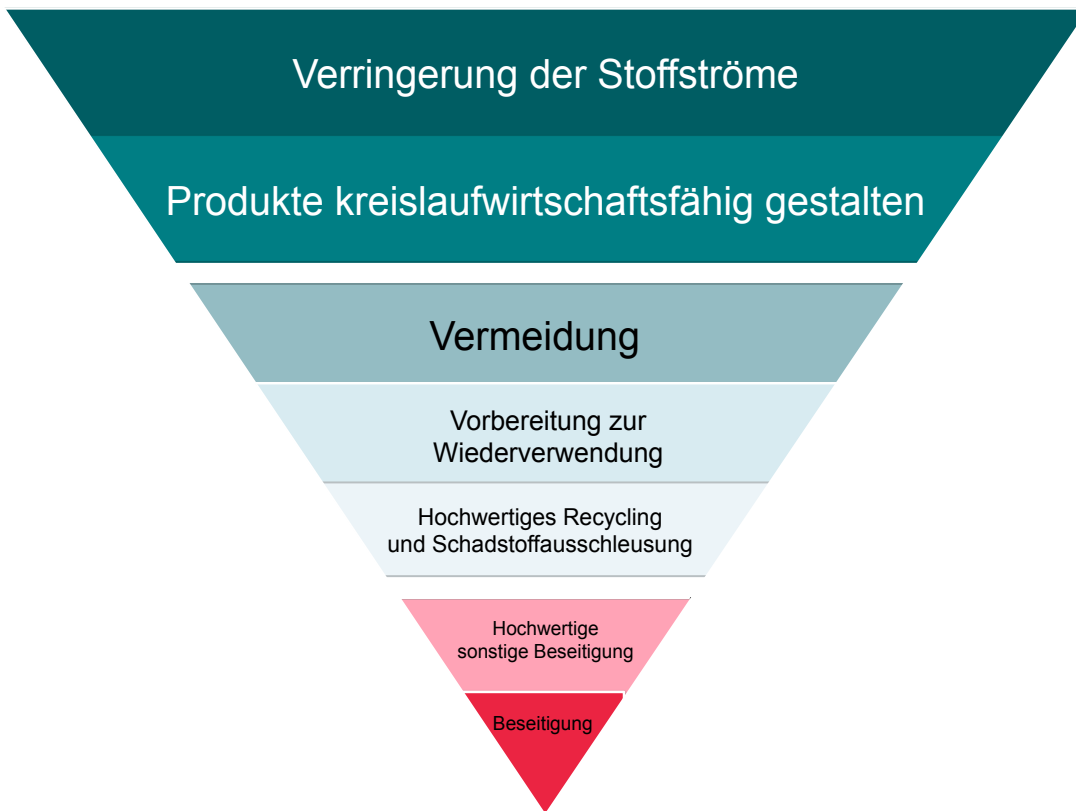 Verringerung der Stoffströme
Produkte kreislaufwirtschaftsfähig gestalten
Vermeidung
Vorbereitung zur
Wiederverwendung
Hochwertiges Recycling
und Schadstoffausschleusung
Hochwertige
sonstige Beseitigung
Beseitigung